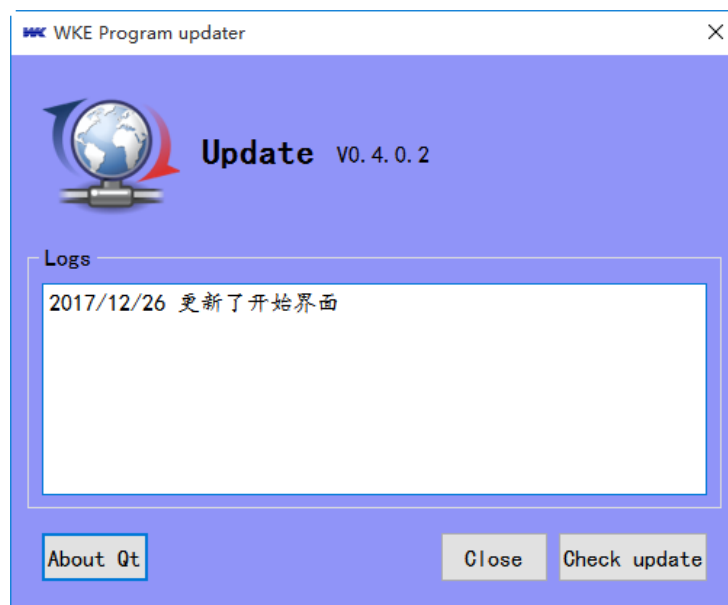 WKE Program updater
Update V0.4.0.2
Logs
2017/12/26 更新了开始界面
About Qt
Close
Check update